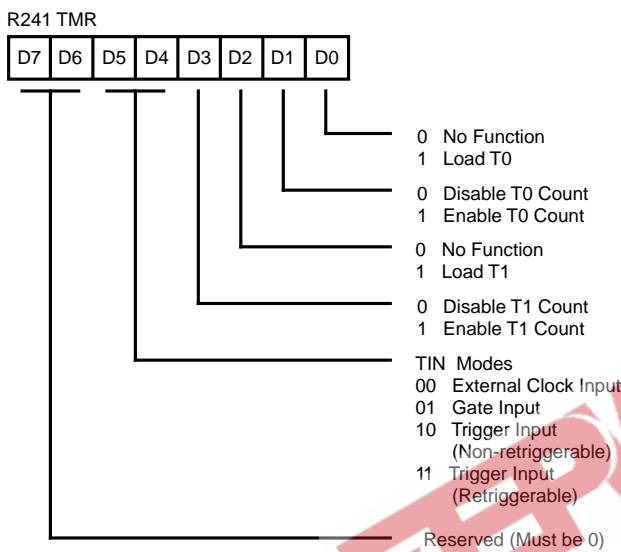 R241 TMR
D7 D6 D5 D4 D3 D2 D1 D0
0 No Function
1 Load T0
0 Disable T0 Count
1 Enable T0 Count
0 No Function
1 Load T1
0 Disable T1 Count
1 Enable T1 Count
TIN Modes
00 External Clock Input
01 Gate Input
10 Trigger Input
(Non-retriggerable)
11 Trigger Input
(Retriggerable)
Reserved (Must be 0)